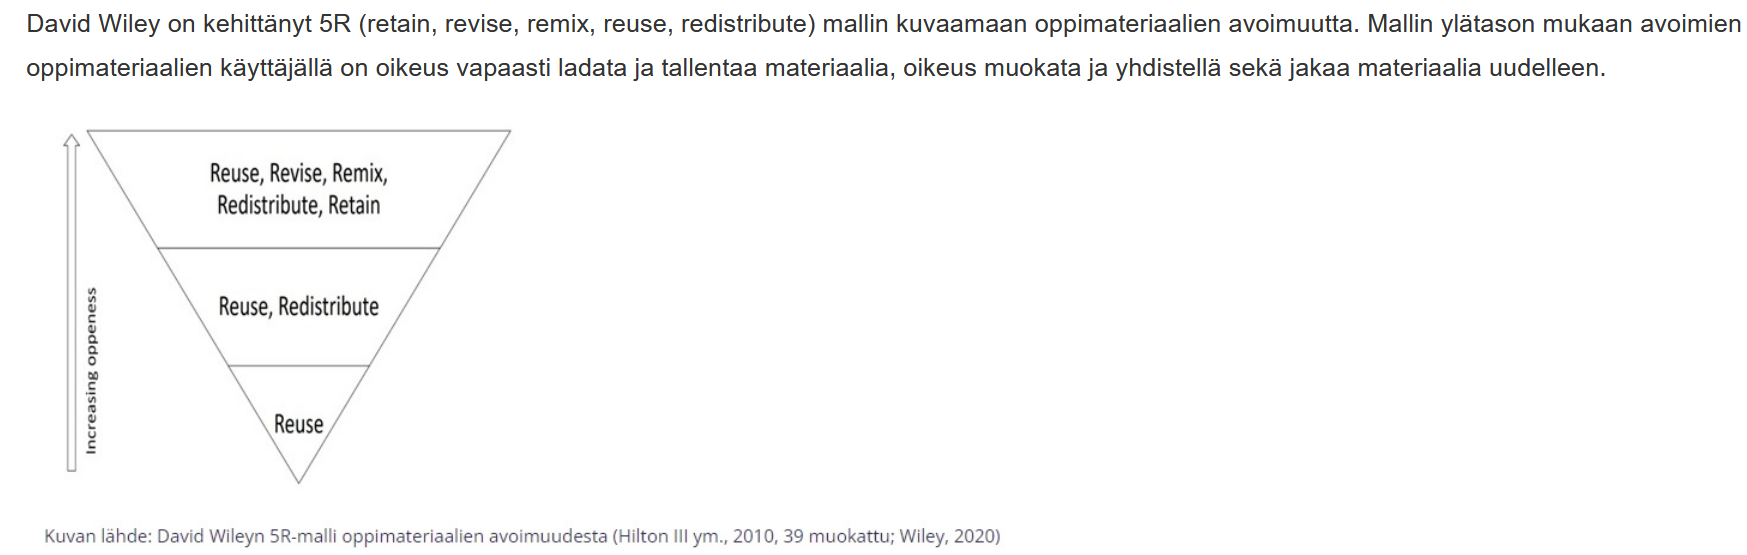 David Wiley on kehittänyt 5R (retain, revise, remix, reuse, redistribute) mallin kuvaamaan oppimateriaalien avoimuutta. Mallin ylätason mukaan avoimien
oppimateriaalien käyttäjällä on oikeus vapaasti ladata ja tallentaa materiaalia, oikeus muokata ja yhdistellä sekä jakaa materiaalia uudelleen.
Reuse, Revise, Remix,
Redistribute, Retain
Reuse, Redistribute
Reuse
Increasing oppeness
Kuvan lähde: David Wileyn 5R-malli oppimateriaalien avoimuudesta (Hilton III ym., 2010, 39 muokattu; Wiley, 2020)